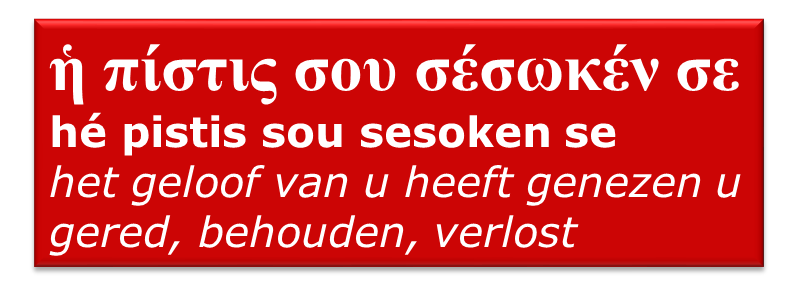 ἡ πίστις σου σέσωκέν σε
hé pistis sou sesoken se
het geloof van u heeft genezen u
gered, behouden, verlost